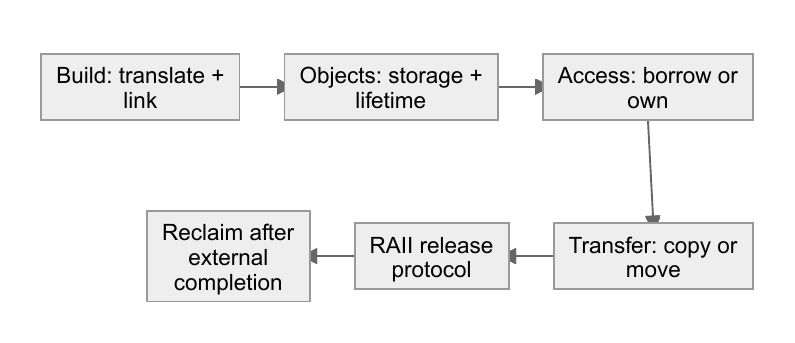 Build: translate +
link
Objects: storage +
lifetime
Access: borrow or
own
Transfer: copy or
move
RAII release
protocol
Reclaim after
external
completion